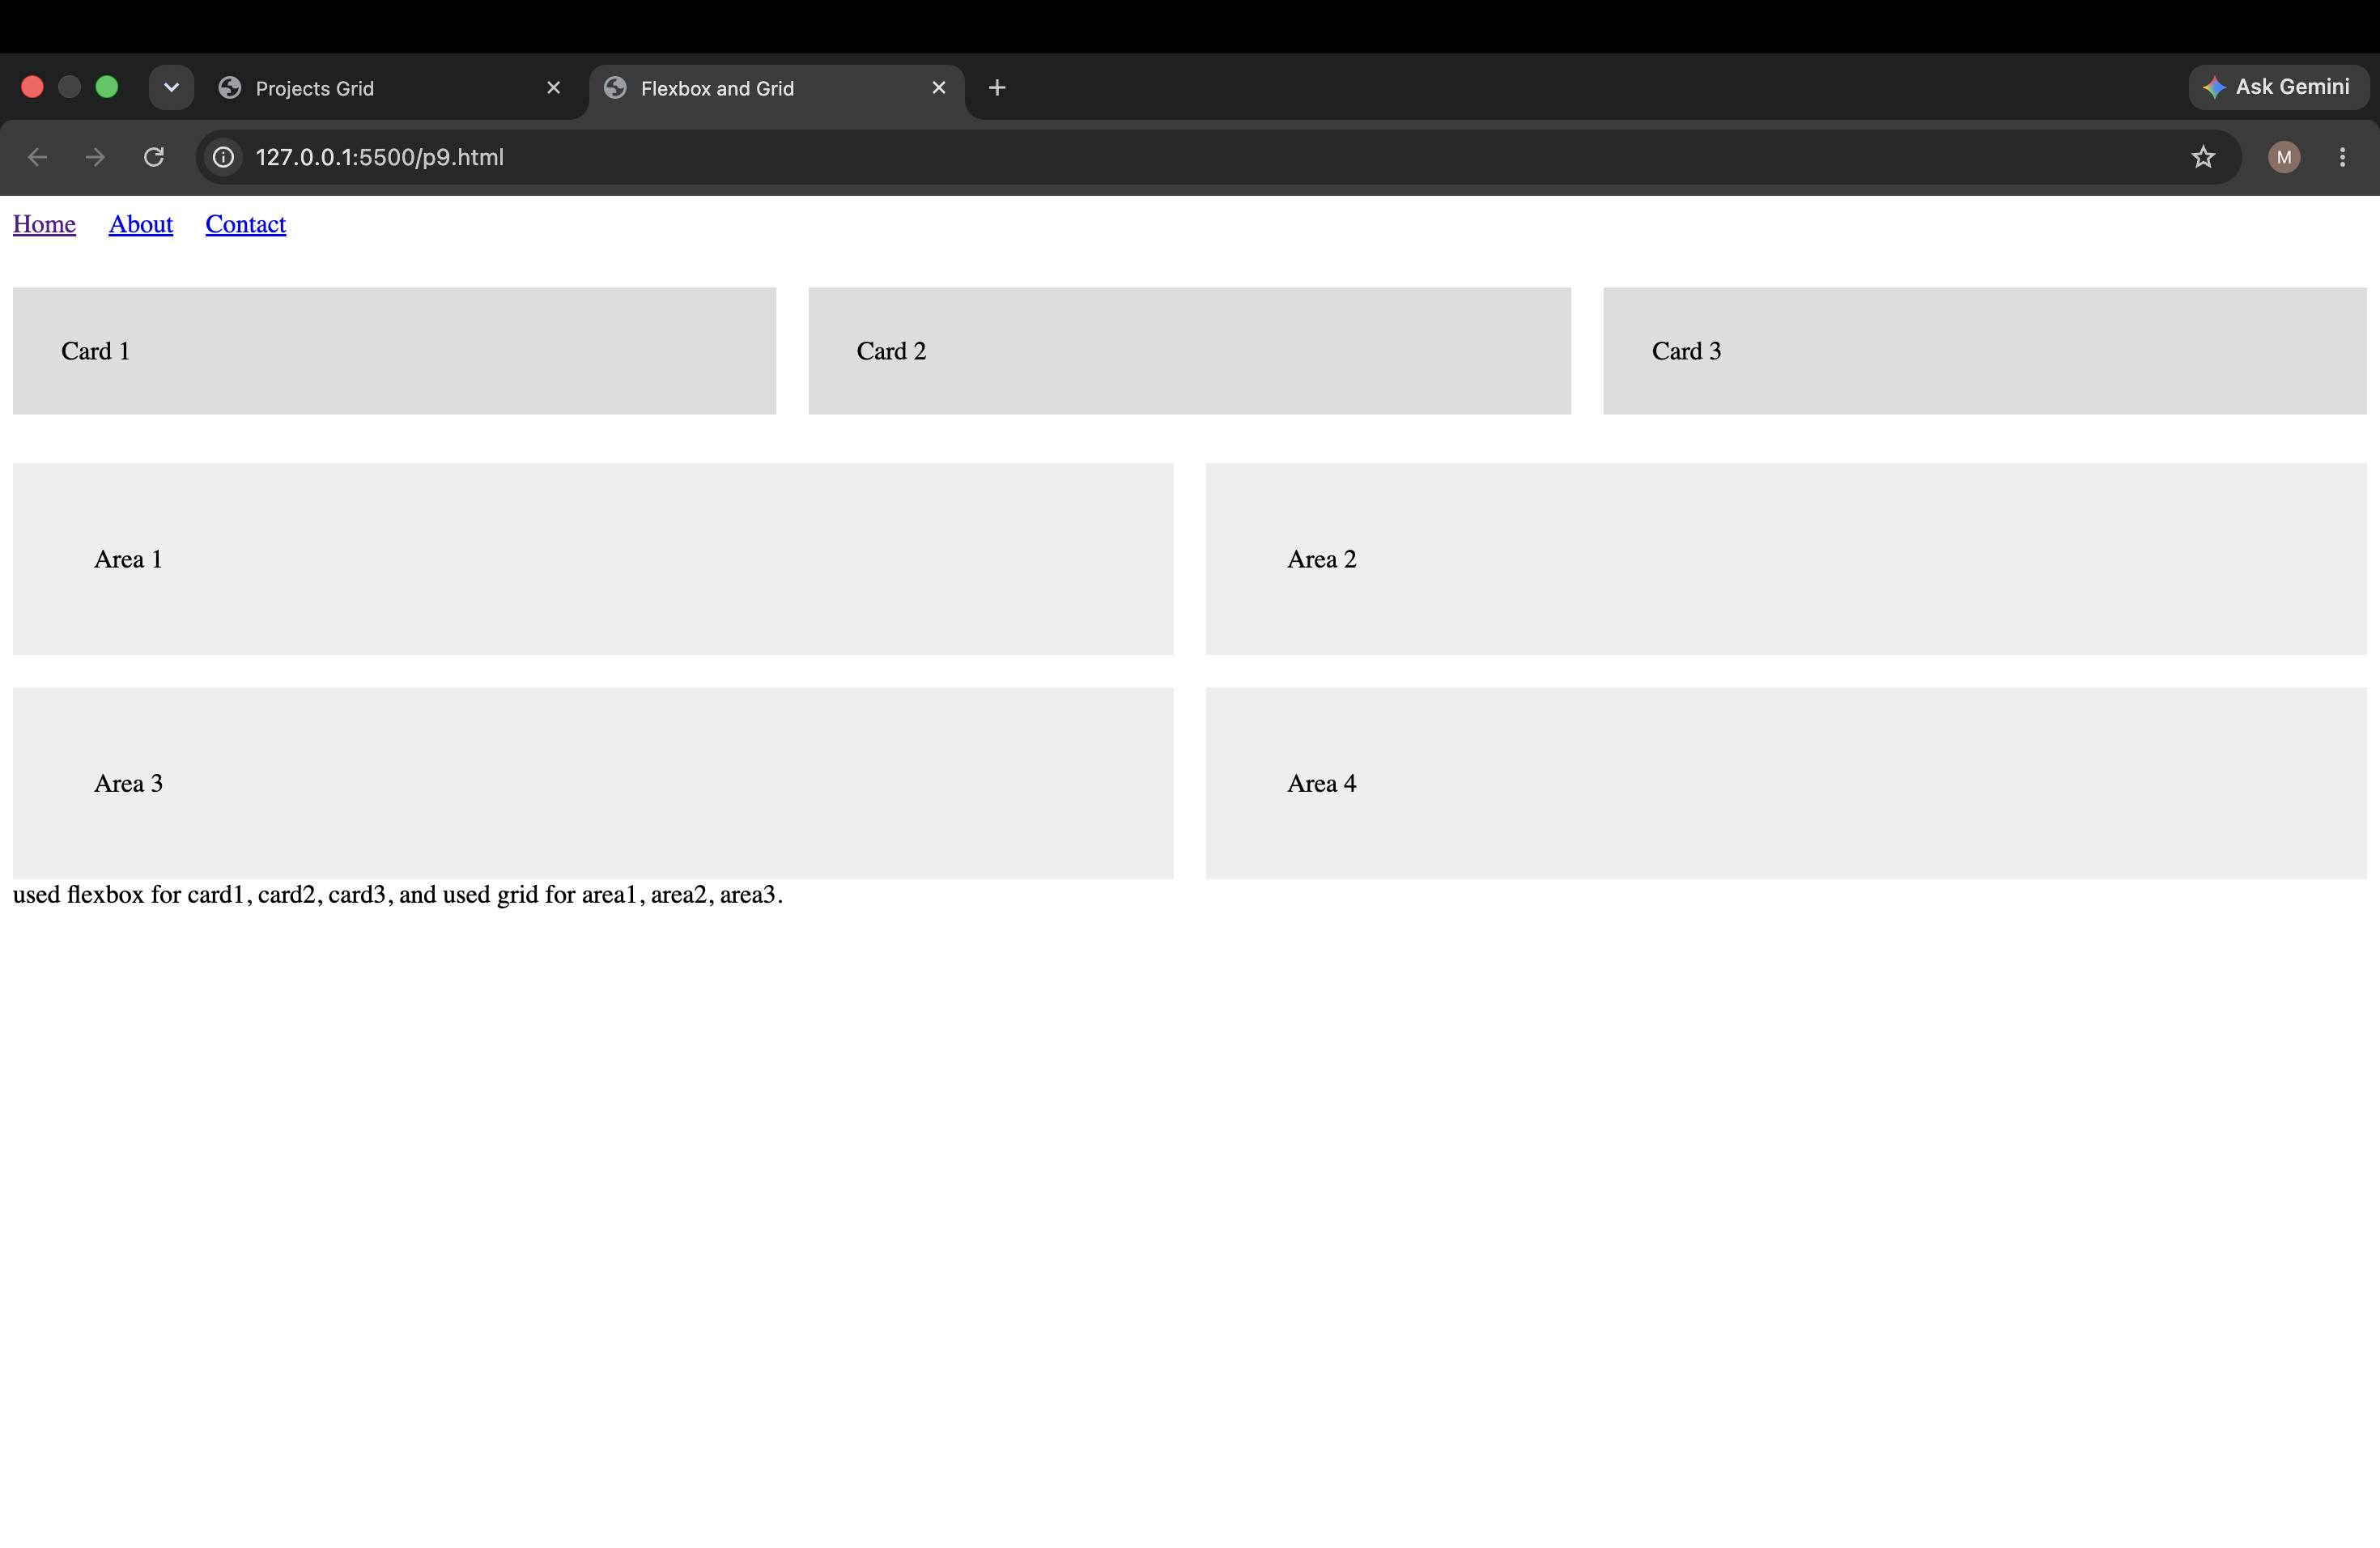 Projects Grid
Flexbox and Grid
Ask Gemini
127.0.0.1:5500/p9.html
M
Home About Contact
Card 1
Card 2
Card 3
Area 1
Area 2
Area 3
Area 4
used flexbox for card1, card2, card3, and used grid for area1, area2, area3.